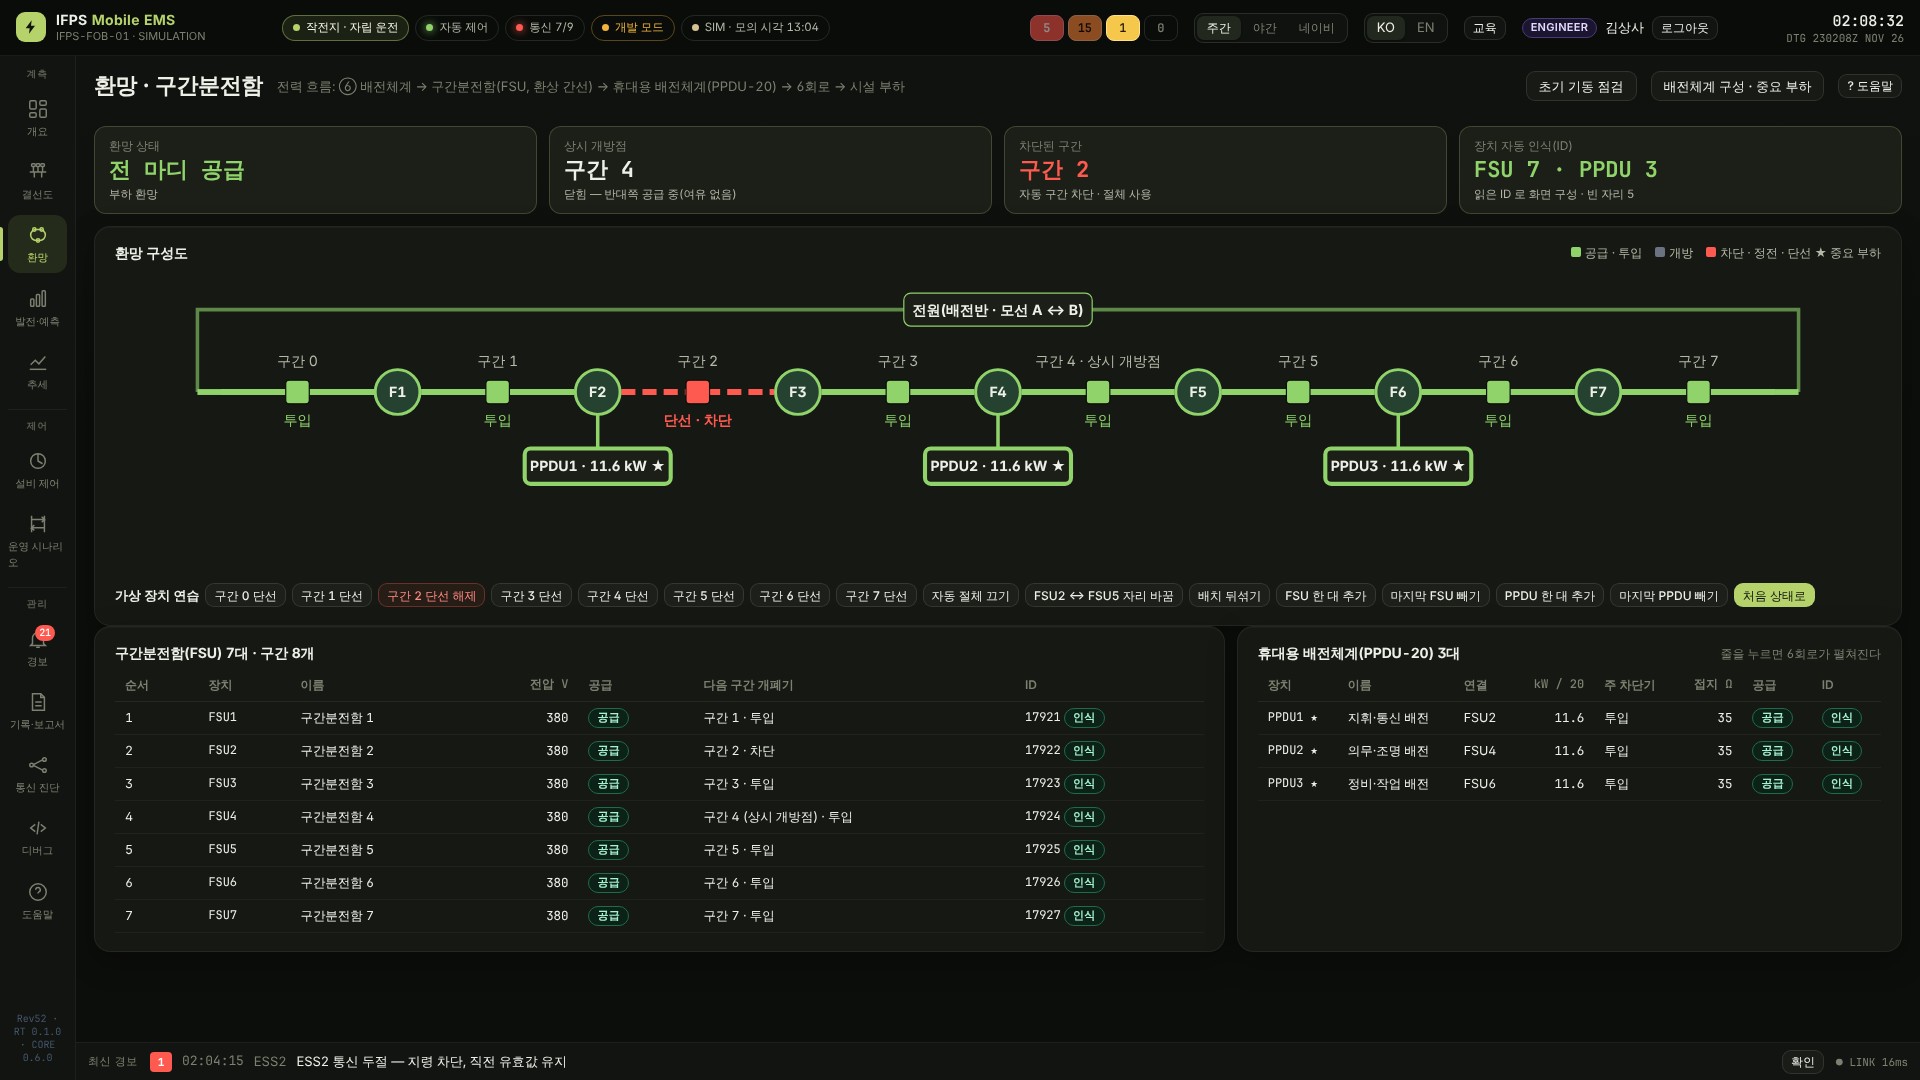 IFPS Mobile EMS
IFPS-FOB-01 · SIMULATION
작전지 · 자립 운전
자동 제어
통신 7/9
개발 모드
SIM · 모의 시각 13:04
5 15 1 0
주간 야간 네이비
KO EN
교육
ENGINEER 김상사 로그아웃
02:08:32
DTG 230208Z NOV 26
계측
개요
결선도
환망
발전·예측
추세
제어
설비 제어
운영 시나리오
관리
21
경보
기록·보고서
통신 진단
디버그
도움말
Rev52 ·
RT 0.1.0
· CORE
0.6.0
환망 · 구간분전함
전력 흐름: ⑥ 배전체계 → 구간분전함(FSU, 환상 간선) → 휴대용 배전체계(PPDU-20) → 6회로 → 시설 부하
초기 기동 점검
배전체계 구성 · 중요 부하
? 도움말
환망 상태
전 마디 공급
부하 환망
상시 개방점
구간 4
닫힘 — 반대쪽 공급 중(여유 없음)
차단된 구간
구간 2
자동 구간 차단 · 절체 사용
장치 자동 인식(ID)
FSU 7 · PPDU 3
읽은 ID 로 화면 구성 · 빈 자리 5
환망 구성도
공급 · 투입 개방 차단 · 정전 · 단선 ★ 중요 부하
전원(배전반 · 모선 A ↔ B)
구간 0 구간 1 구간 2 구간 3 구간 4 · 상시 개방점 구간 5 구간 6 구간 7
F1 F2 F3 F4 F5 F6 F7
투입 투입 단선 · 차단 투입 투입 투입 투입 투입
PPDU1 · 11.6 kW ★ PPDU2 · 11.6 kW ★ PPDU3 · 11.6 kW ★
가상 장치 연습 구간 0 단선 구간 1 단선 구간 2 단선 해제 구간 3 단선 구간 4 단선 구간 5 단선 구간 6 단선 구간 7 단선 자동 절체 끄기 FSU2 ↔ FSU5 자리 바꿈 배치 뒤섞기 FSU 한 대 추가 마지막 FSU 빼기 PPDU 한 대 추가 마지막 PPDU 빼기 처음 상태로
구간분전함(FSU) 7대 · 구간 8개
순서 장치 이름 전압 V 공급 다음 구간 개폐기 ID
1 FSU1 구간분전함 1 380 공급 구간 1 · 투입 17921 인식
2 FSU2 구간분전함 2 380 공급 구간 2 · 차단 17922 인식
3 FSU3 구간분전함 3 380 공급 구간 3 · 투입 17923 인식
4 FSU4 구간분전함 4 380 공급 구간 4 (상시 개방점) · 투입 17924 인식
5 FSU5 구간분전함 5 380 공급 구간 5 · 투입 17925 인식
6 FSU6 구간분전함 6 380 공급 구간 6 · 투입 17926 인식
7 FSU7 구간분전함 7 380 공급 구간 7 · 투입 17927 인식
휴대용 배전체계(PPDU-20) 3대
줄을 누르면 6회로가 펼쳐진다
장치 이름 연결 kW / 20 주 차단기 접지 Ω 공급 ID
PPDU1 ★ 지휘·통신 배전 FSU2 11.6 투입 35 공급 인식
PPDU2 ★ 의무·조명 배전 FSU4 11.6 투입 35 공급 인식
PPDU3 ★ 정비·작업 배전 FSU6 11.6 투입 35 공급 인식
최신 경보 1 02:04:15 ESS2 ESS2 통신 두절 — 지령 차단, 직전 유효값 유지
확인
LINK 16ms